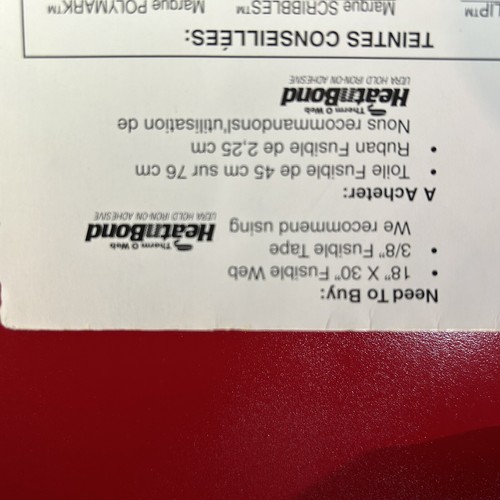 Need To Buy:
• 18" X 30" Fusible Web
• 3/8" Fusible Tape
We recommend using Therm O Web
HeatnBond
ULTRA HOLD IRON-ON ADHESIVE
A Acheter:
• Toile Fusible de 45 cm sur 76 cm
• Ruban Fusible de 2,25 cm
Nous recommandons l'utilisation de
Therm O Web
HeatnBond
ULTRA HOLD IRON-ON ADHESIVE
TEINTES CONSEILLÉES:
LIP™ Marque SCRIBBLES™ Marque POLYMARK™